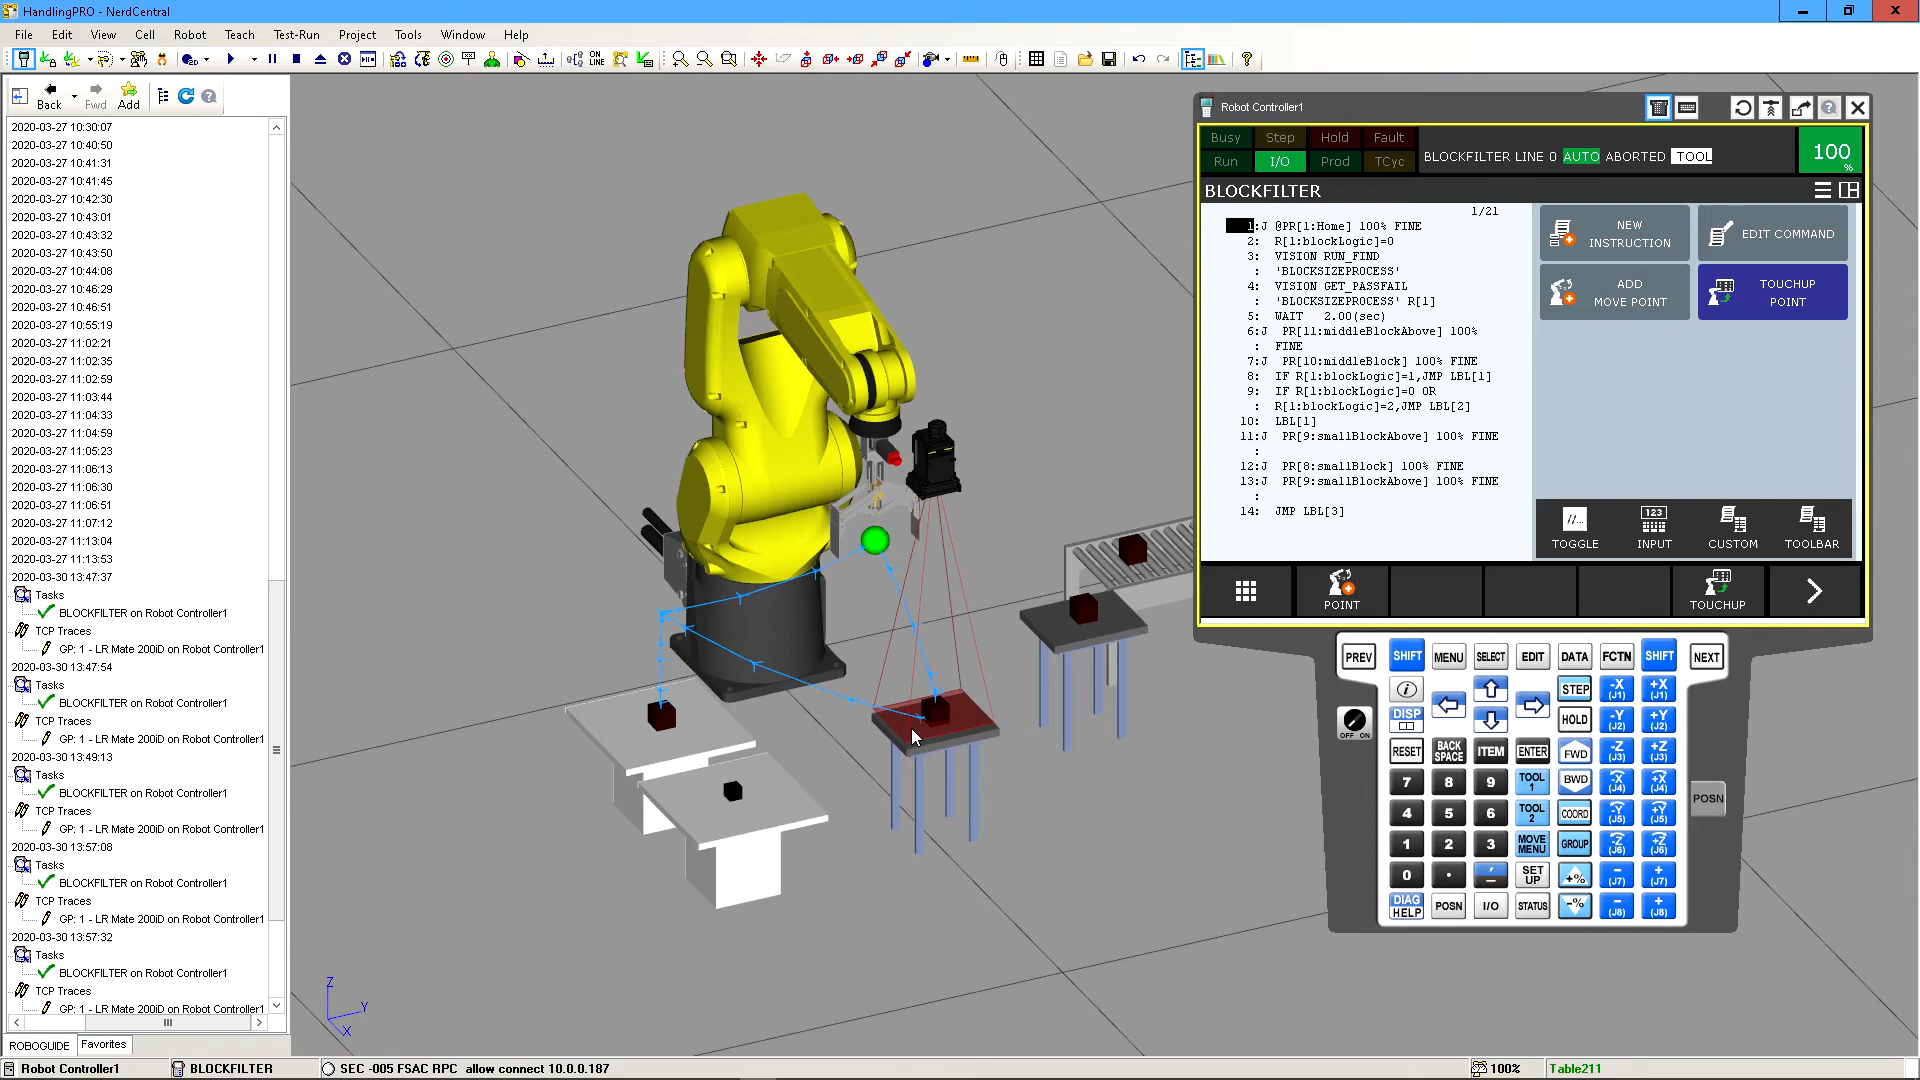 HandlingPRO - NerdCentral
File Edit View Cell Robot Teach Test-Run Project Tools Window Help
ON LINE
Back Fwd Add
2020-03-27 10:30:07
2020-03-27 10:40:50
2020-03-27 10:41:31
2020-03-27 10:41:45
2020-03-27 10:42:30
2020-03-27 10:43:01
2020-03-27 10:43:32
2020-03-27 10:43:50
2020-03-27 10:44:08
2020-03-27 10:46:29
2020-03-27 10:46:51
2020-03-27 10:55:19
2020-03-27 11:02:21
2020-03-27 11:02:35
2020-03-27 11:02:59
2020-03-27 11:03:44
2020-03-27 11:04:33
2020-03-27 11:04:59
2020-03-27 11:05:23
2020-03-27 11:06:13
2020-03-27 11:06:30
2020-03-27 11:06:51
2020-03-27 11:07:12
2020-03-27 11:13:04
2020-03-27 11:13:53
2020-03-30 13:47:37
Tasks
BLOCKFILTER on Robot Controller1
TCP Traces
GP: 1 - LR Mate 200iD on Robot Controller1
2020-03-30 13:47:54
Tasks
BLOCKFILTER on Robot Controller1
TCP Traces
GP: 1 - LR Mate 200iD on Robot Controller1
2020-03-30 13:49:13
Tasks
BLOCKFILTER on Robot Controller1
TCP Traces
GP: 1 - LR Mate 200iD on Robot Controller1
2020-03-30 13:57:08
Tasks
BLOCKFILTER on Robot Controller1
TCP Traces
GP: 1 - LR Mate 200iD on Robot Controller1
2020-03-30 13:57:32
Tasks
BLOCKFILTER on Robot Controller1
TCP Traces
GP: 1 - LR Mate 200iD on Robot Controller1
ROBOGUIDE Favorites
Z
Y
X
Robot Controller1
Busy Step Hold Fault
Run I/O Prod TCyc
BLOCKFILTER LINE 0 AUTO ABORTED TOOL
100 %
BLOCKFILTER
1/21
1:J @PR[1:Home] 100% FINE
2: R[1:blockLogic]=0
3: VISION RUN_FIND
: 'BLOCKSIZEPROCESS'
4: VISION GET_PASSFAIL
: 'BLOCKSIZEPROCESS' R[1]
5: WAIT 2.00(sec)
6:J PR[11:middleBlockAbove] 100%
: FINE
7:J PR[10:middleBlock] 100% FINE
8: IF R[1:blockLogic]=1,JMP LBL[1]
9: IF R[1:blockLogic]=0 OR
: R[1:blockLogic]=2,JMP LBL[2]
10: LBL[1]
11:J PR[9:smallBlockAbove] 100% FINE
:
12:J PR[8:smallBlock] 100% FINE
13:J PR[9:smallBlockAbove] 100% FINE
:
14: JMP LBL[3]
NEW INSTRUCTION
EDIT COMMAND
ADD MOVE POINT
TOUCHUP POINT
TOGGLE INPUT CUSTOM TOOLBAR
POINT
TOUCHUP
PREV SHIFT MENU SELECT EDIT DATA FCTN SHIFT NEXT
i STEP -X (J1) +X (J1)
OFF ON
DISP HOLD -Y (J2) +Y (J2)
RESET BACK SPACE ITEM ENTER FWD -Z (J3) +Z (J3)
7 8 9 TOOL 1 BWD -X (J4) +X (J4)
POSN
4 5 6 TOOL 2 COORD -Y (J5) +Y (J5)
1 2 3 MOVE MENU GROUP -Z (J6) +Z (J6)
0 . SET UP +% - (J7) + (J7)
DIAG HELP POSN I/O STATUS -% - (J8) + (J8)
Robot Controller1 BLOCKFILTER SEC -005 FSAC RPC allow connect 10.0.0.187 100% Table211